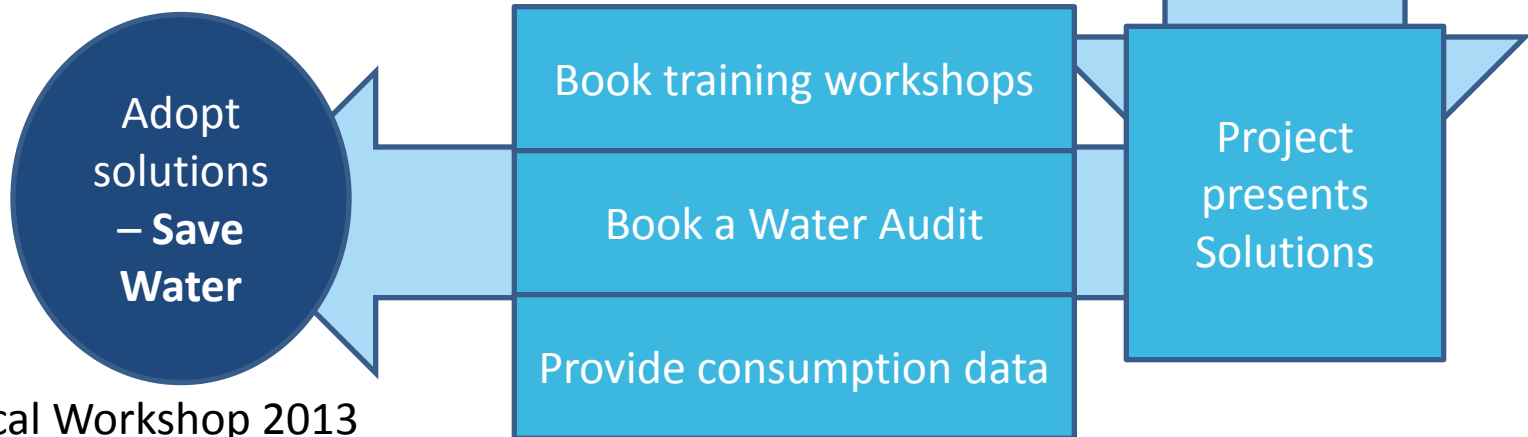 Adopt
solutions
– Save
Water
Book training workshops
Book a Water Audit
Provide consumption data
Project
presents
Solutions
cal Workshop 2013